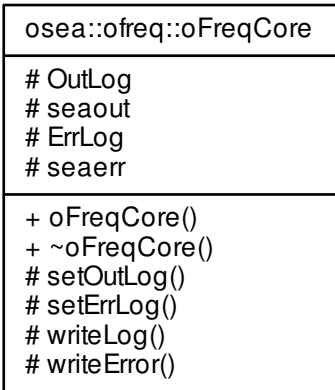 osea::ofreq::oFreqCore
# OutLog
# seaout
# ErrLog
# seaerr
+ oFreqCore()
+ ~oFreqCore()
# setOutLog()
# setErrLog()
# writeLog()
# writeError()